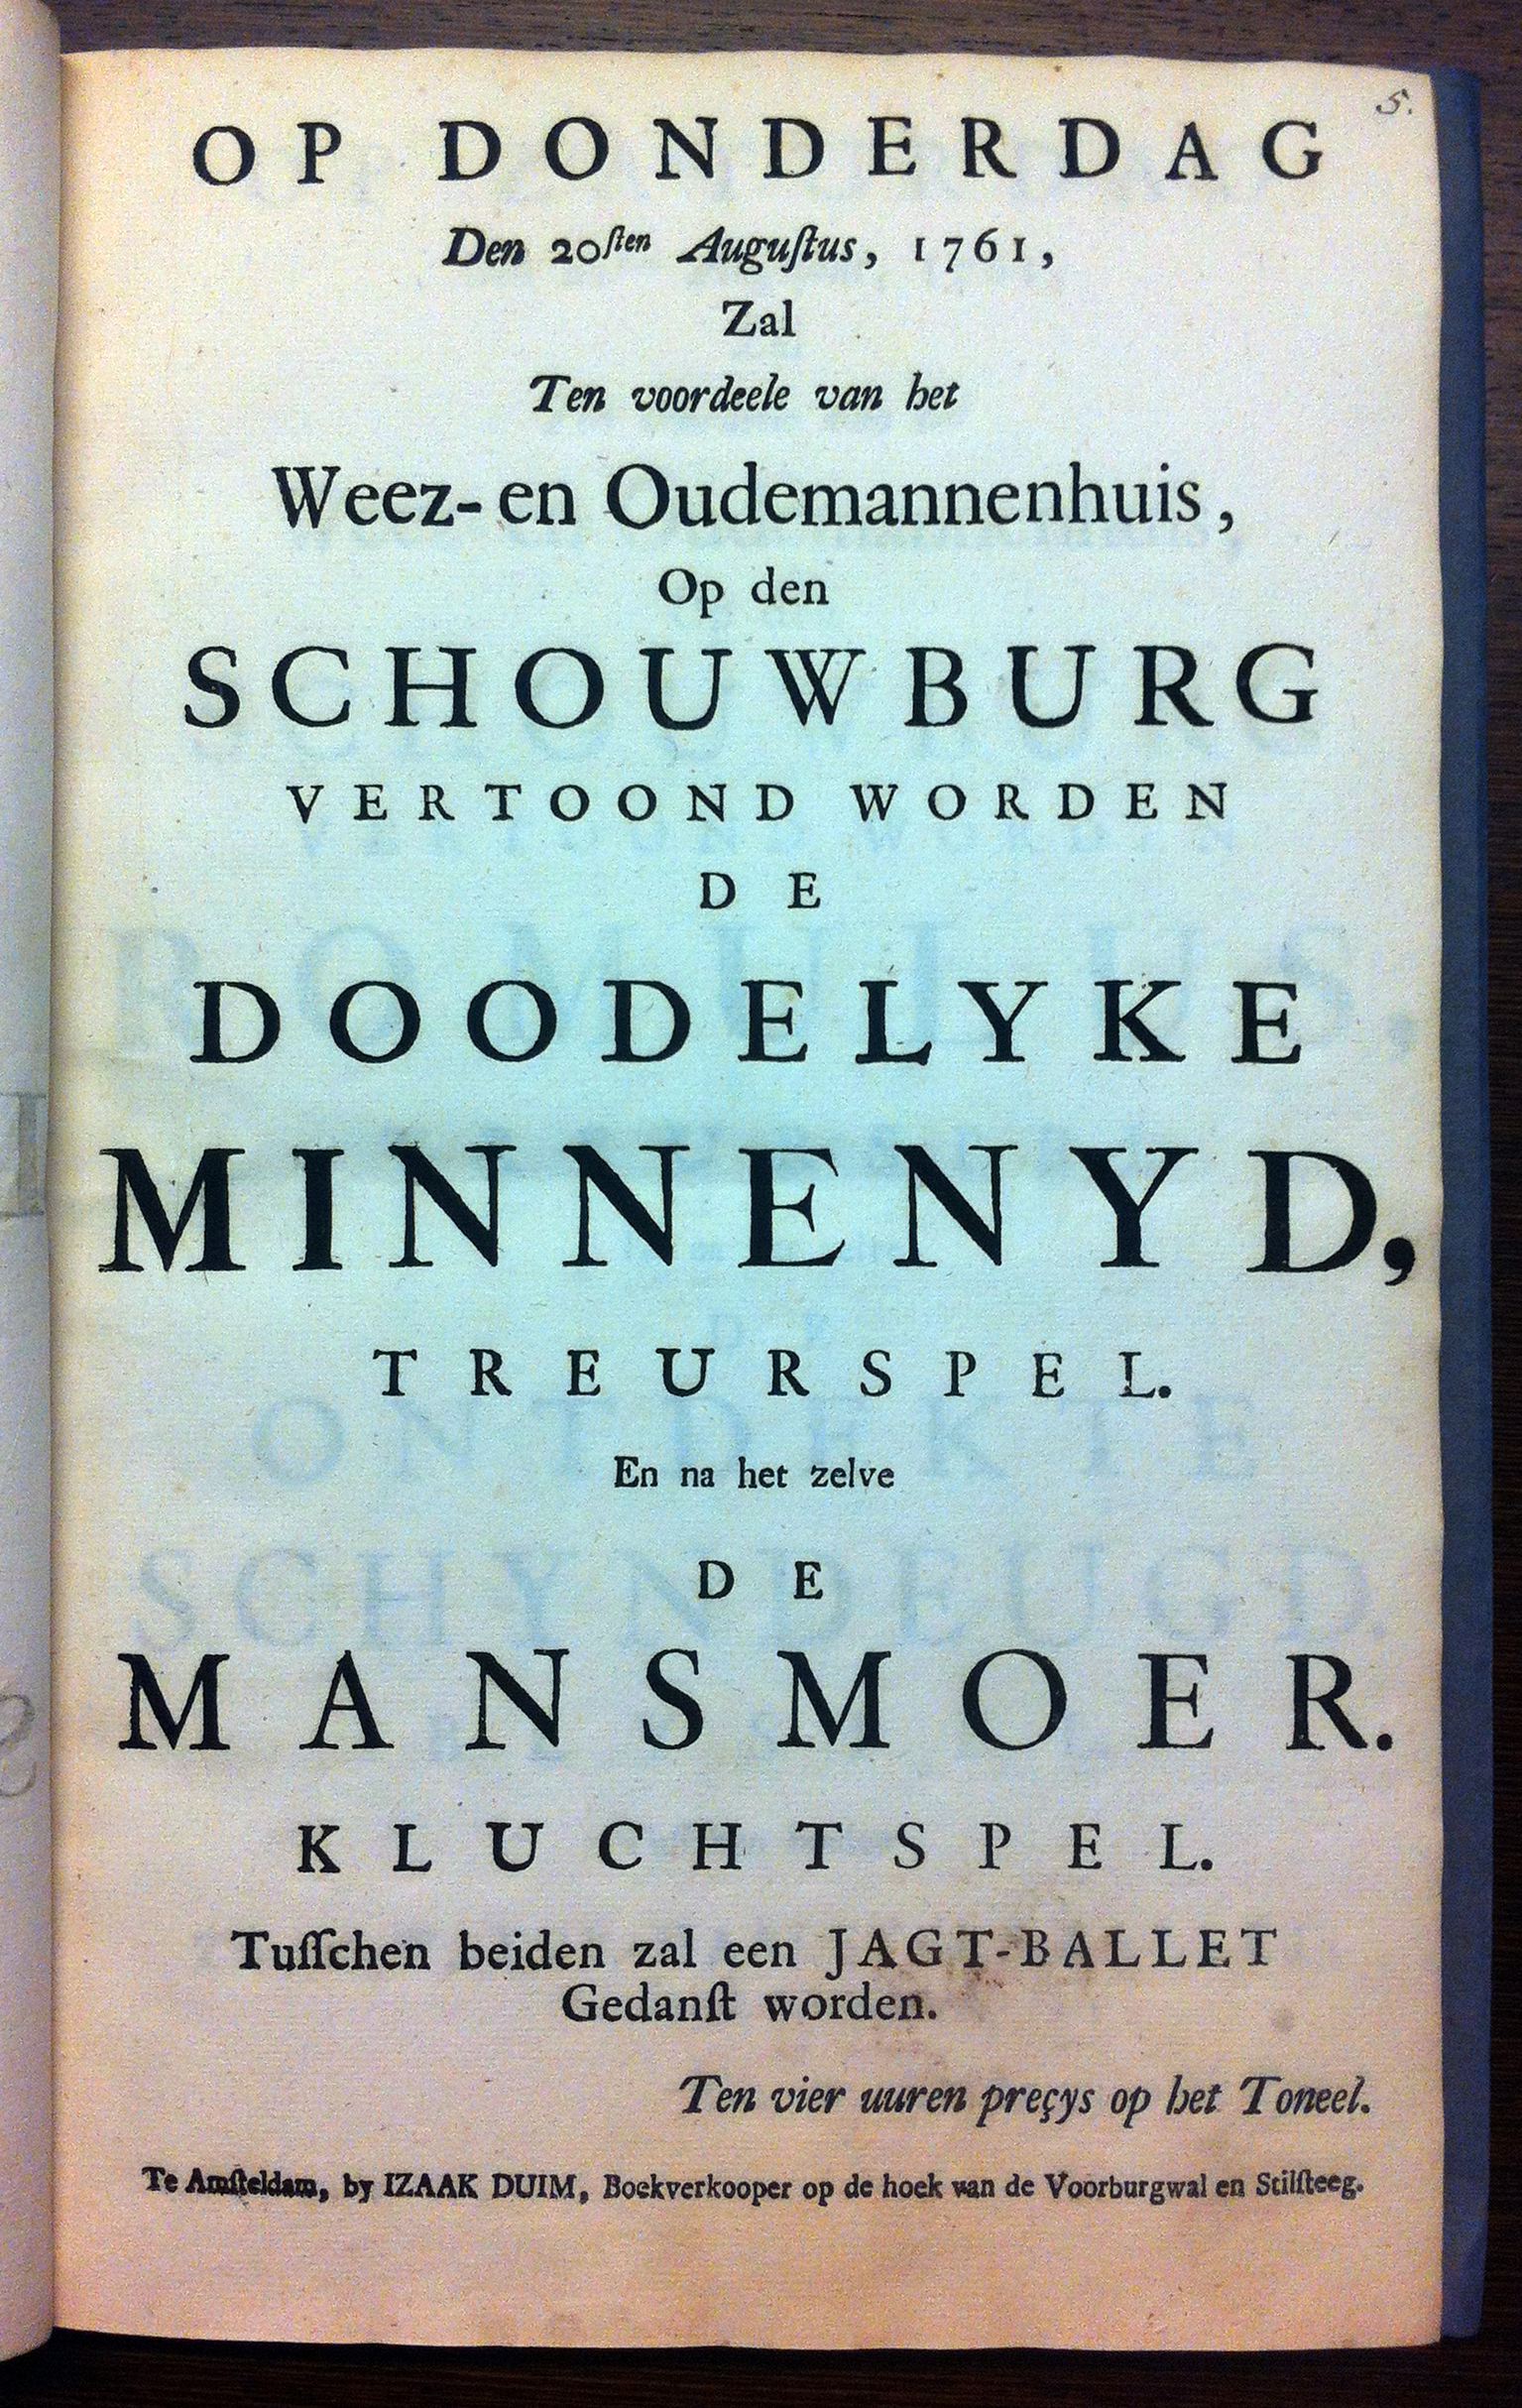 5.
OP DONDERDAG
Den 20ſten Auguſtus, 1761,
Zal
Ten voordeele van het
Weez- en Oudemannenhuis,
Op den
SCHOUWBURG
VERTOOND WORDEN
DE
DOODELYKE
MINNENYD,
TREURSPEL.
En na het zelve
DE
MANSMOER.
KLUCHTSPEL.
Tuſſchen beiden zal een JAGT-BALLET
Gedanſt worden.
Ten vier uuren preçys op het Toneel.
Te Amſteldam, by IZAAK DUIM, Boekverkooper op de hoek van de Voorburgwal en Stilſteeg.